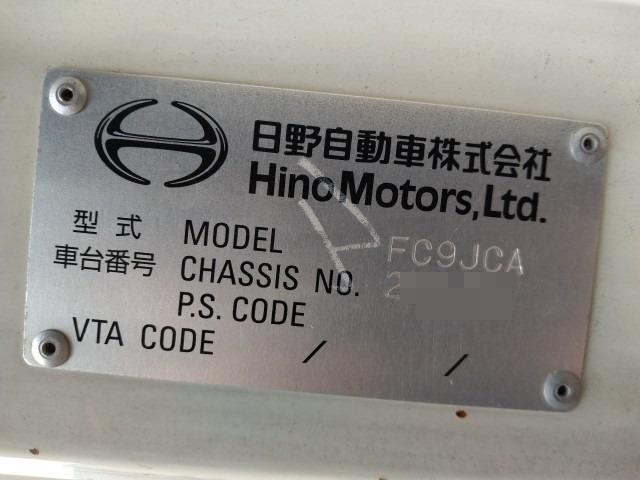 日野自動車株式会社
Hino Motors, Ltd.
型式 MODEL FC9JCA
車台番号 CHASSIS NO. 2
P.S. CODE
VTA CODE / /